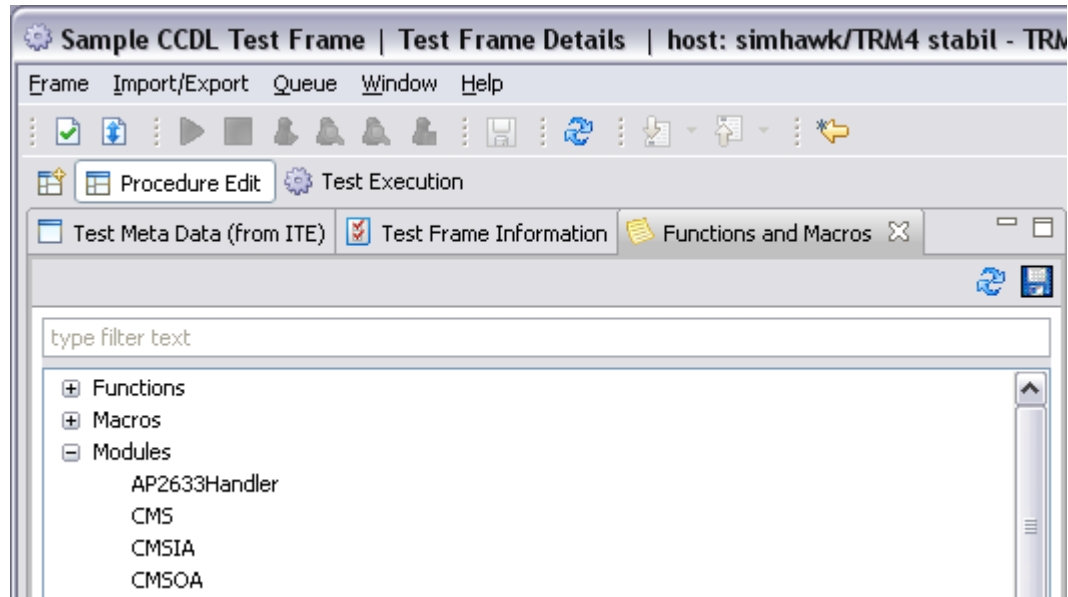 Sample CCDL Test Frame | Test Frame Details | host: simhawk/TRM4 stabil - TRM
Frame Import/Export Queue Window Help
Procedure Edit Test Execution
Test Meta Data (from ITE) Test Frame Information Functions and Macros
type filter text
Functions
Macros
Modules
AP2633Handler
CMS
CMSIA
CMSOA